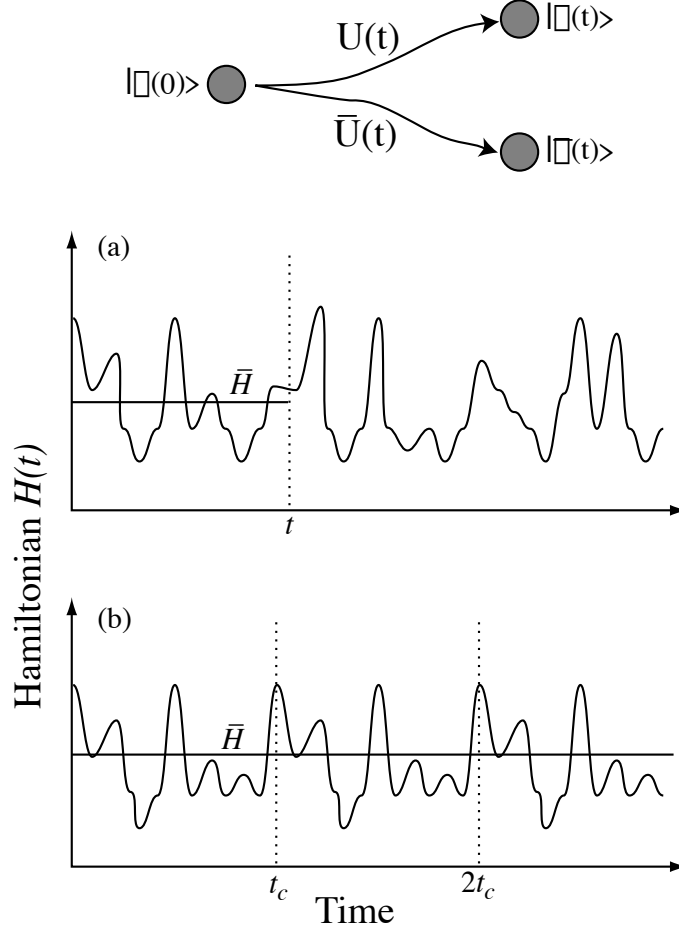 U(t)
|▯(t)>
|▯(0)>
Ū(t)
|▯̄(t)>
(a)
H̄
t
Hamiltonian H(t)
(b)
H̄
t_c
2t_c
Time